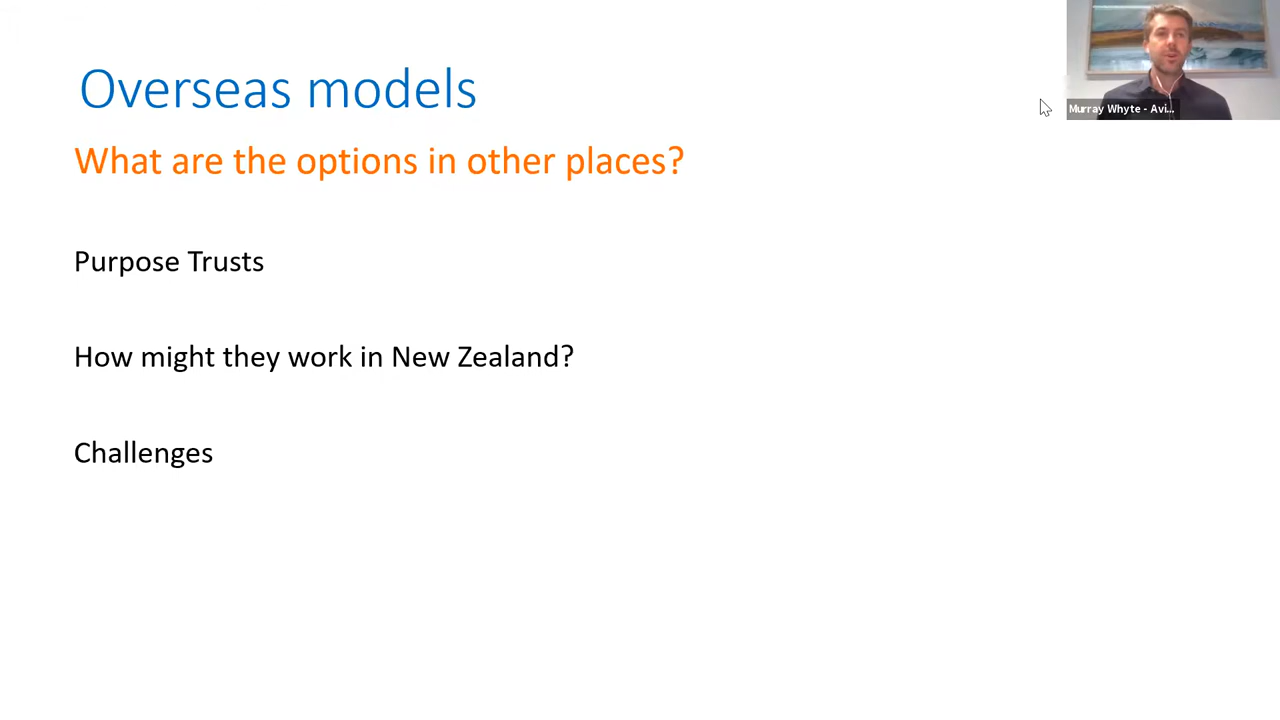 Overseas models
What are the options in other places?
Purpose Trusts
How might they work in New Zealand?
Challenges
Murray Whyte - Avi...